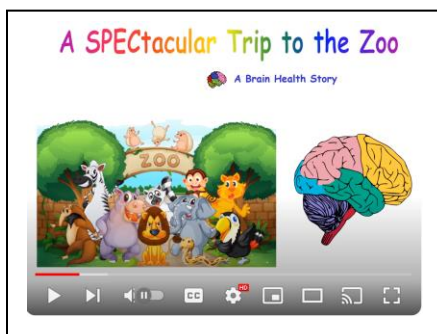 A SPECtacular Trip to the Zoo
A Brain Health Story
ZOO
CC
HD